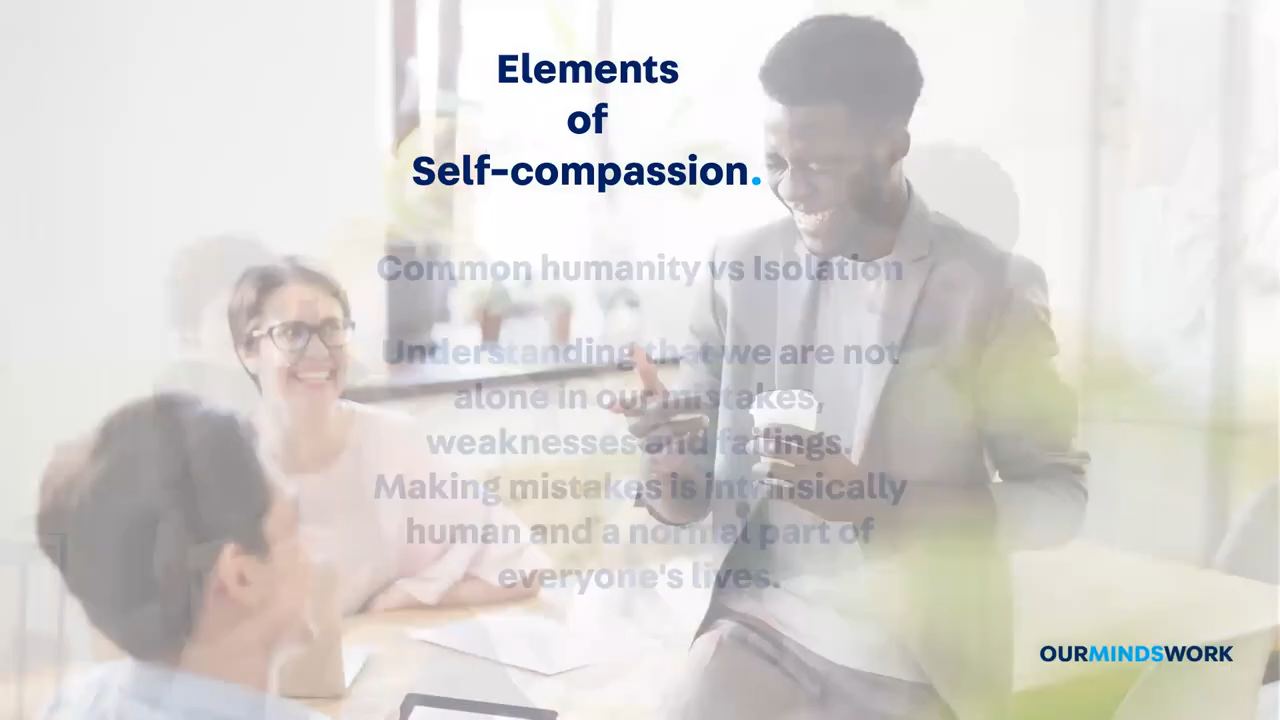 Elements
of
Self-compassion.
Common humanity vs Isolation
Understanding that we are not
alone in our mistakes,
weaknesses and failings.
Making mistakes is intrinsically
human and a normal part of
everyone's lives.
OURMINDSWORK